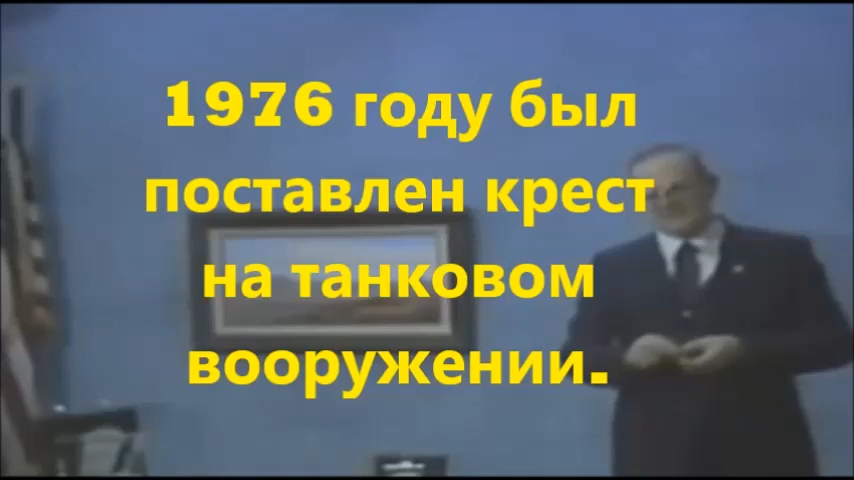 1976 году был
поставлен крест
на танковом
вооружении.